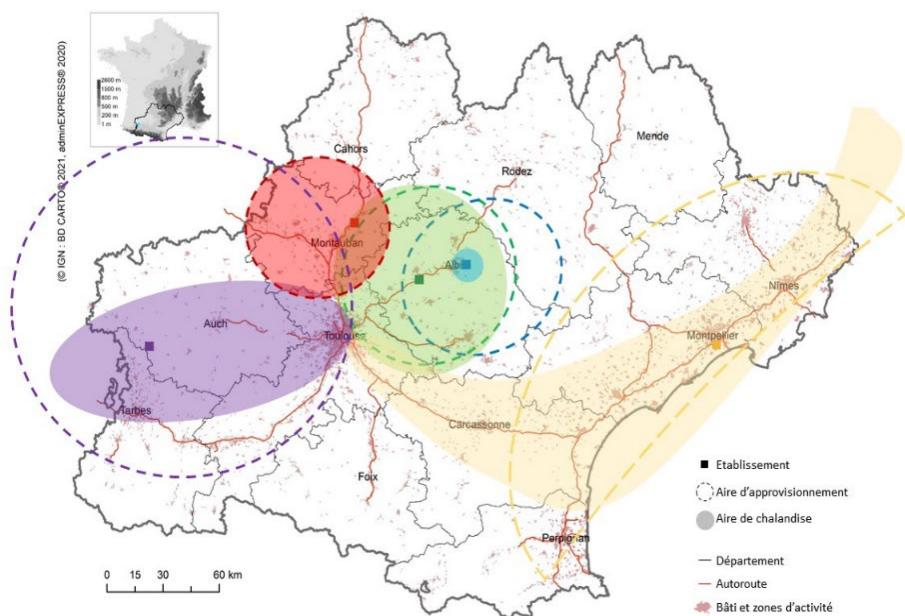 (© IGN : BD CARTO® 2021, adminEXPRESS® 2020)
2600 m
1500 m
800 m
500 m
200 m
1 m
Mende
Cahors
Rodez
Montauban
Albi
Nîmes
Auch
Toulouse
Montpellier
Tarbes
Carcassonne
Foix
Perpignan
Etablissement
Aire d'approvisionnement
Aire de chalandise
Département
Autoroute
Bâti et zones d'activité
0 15 30 60 km